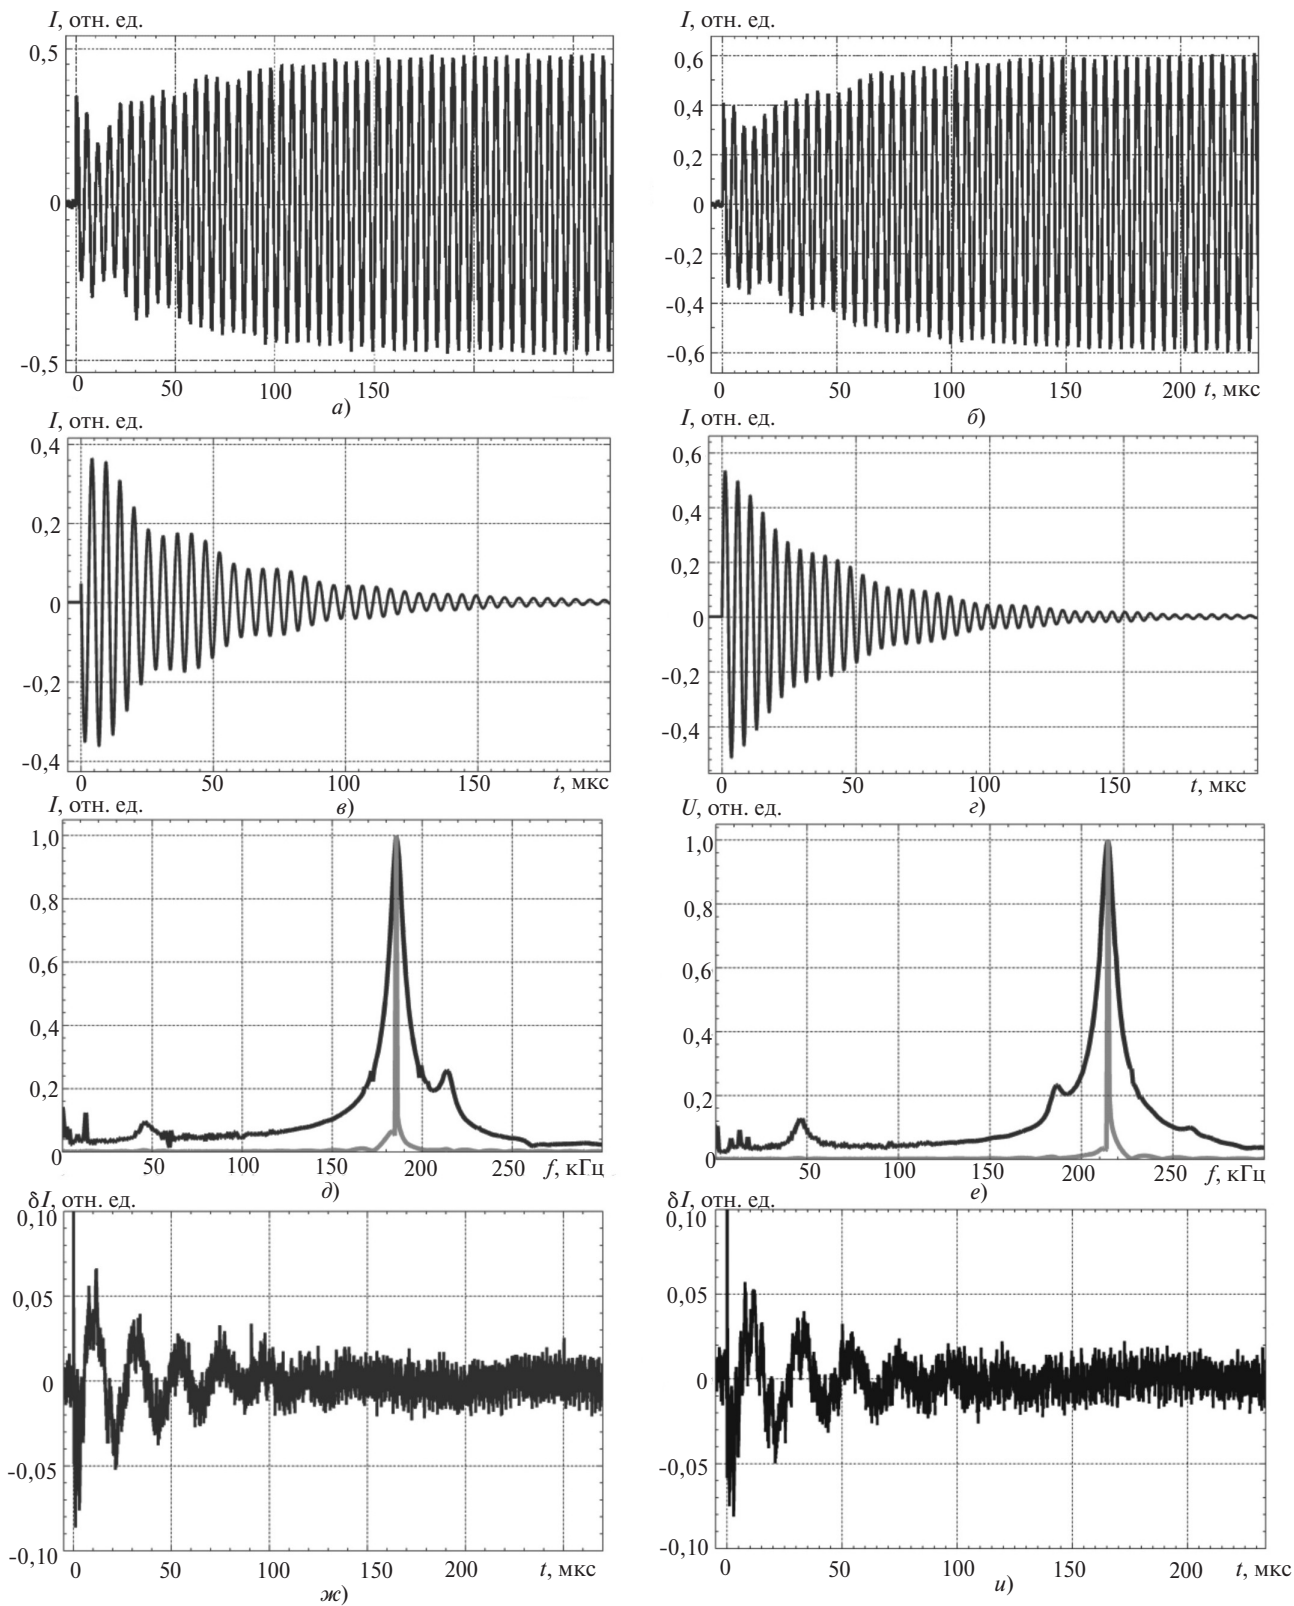 I, отн. ед.
0,5
0
-0,5
0 50 100 150
а)
I, отн. ед.
0,6
0,4
0,2
0
-0,2
-0,4
-0,6
0 50 100 150 200 t, мкс
б)
I, отн. ед.
0,4
0,2
0
-0,2
-0,4
0 50 100 150 t, мкс
в)
I, отн. ед.
0,6
0,4
0,2
0
-0,2
-0,4
0 50 100 150 t, мкс
г)
I, отн. ед.
1,0
0,8
0,6
0,4
0,2
0
50 100 150 200 250 f, кГц
д)
U, отн. ед.
1,0
0,8
0,6
0,4
0,2
0
50 100 150 200 250 f, кГц
е)
δI, отн. ед.
0,10
0,05
0
-0,05
-0,10
0 50 100 150 200 t, мкс
ж)
δI, отн. ед.
0,10
0,05
0
-0,05
-0,10
0 50 100 150 200 t, мкс
и)